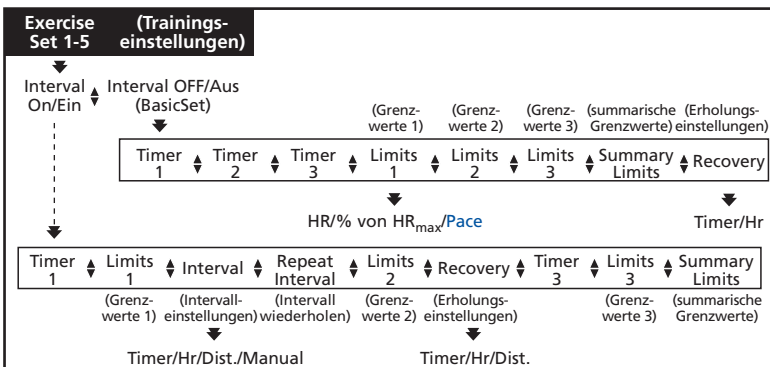 Exercise (Trainings-
Set 1-5 einstellungen)
Interval Interval OFF/Aus
On/Ein (BasicSet)
(Grenz- (Grenz- (Grenz- (summarische (Erholungs-
werte 1) werte 2) werte 3) Grenzwerte) einstellungen)
Timer Timer Timer Limits Limits Limits Summary Recovery
1 2 3 1 2 3 Limits
HR/% von HRmax/Pace Timer/Hr
Timer Limits Interval Repeat Limits Recovery Timer Limits Summary
1 1 Interval 2 3 3 Limits
(Grenz- (Intervall- (Intervall (Grenz- (Erholungs- (Grenz- (summarische
werte 1) einstellungen) wiederholen) werte 2) einstellungen) werte 3) Grenzwerte)
Timer/Hr/Dist./Manual Timer/Hr/Dist.